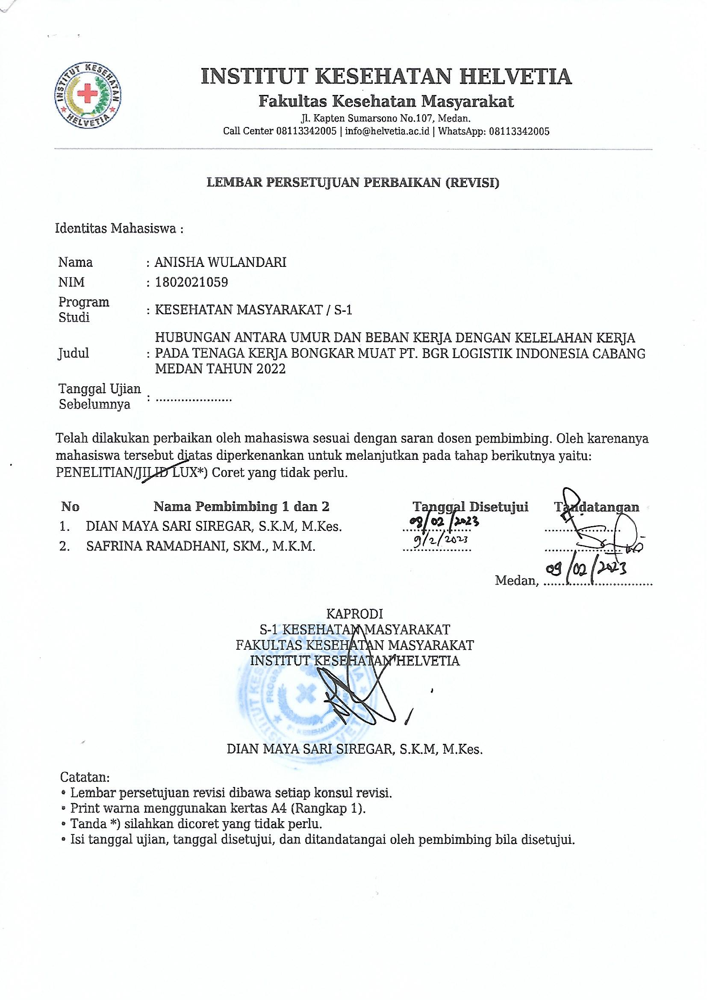 INSTITUT KESEHATAN HELVETIA
INSTITUT KESEHATAN HELVETIA
Fakultas Kesehatan Masyarakat
Jl. Kapten Sumarsono No.107, Medan.
Call Center 08113342005 | info@helvetia.ac.id | WhatsApp: 08113342005
LEMBAR PERSETUJUAN PERBAIKAN (REVISI)
Identitas Mahasiswa :
Nama : ANISHA WULANDARI
NIM : 1802021059
Program Studi : KESEHATAN MASYARAKAT / S-1
Judul : HUBUNGAN ANTARA UMUR DAN BEBAN KERJA DENGAN KELELAHAN KERJA
PADA TENAGA KERJA BONGKAR MUAT PT. BGR LOGISTIK INDONESIA CABANG
MEDAN TAHUN 2022
Tanggal Ujian Sebelumnya : .....................
Telah dilakukan perbaikan oleh mahasiswa sesuai dengan saran dosen pembimbing. Oleh karenanya
mahasiswa tersebut diatas diperkenankan untuk melanjutkan pada tahap berikutnya yaitu:
PENELITIAN/JILID LUX*) Coret yang tidak perlu.
No Nama Pembimbing 1 dan 2 Tanggal Disetujui Tandatangan
1. DIAN MAYA SARI SIREGAR, S.K.M, M.Kes. 08/02/2023
2. SAFRINA RAMADHANI, SKM., M.K.M. 9/2/2023
Medan, 09/02/2023
KAPRODI
S-1 KESEHATAN MASYARAKAT
FAKULTAS KESEHATAN MASYARAKAT
INSTITUT KESEHATAN HELVETIA
DIAN MAYA SARI SIREGAR, S.K.M, M.Kes.
Catatan:
• Lembar persetujuan revisi dibawa setiap konsul revisi.
• Print warna menggunakan kertas A4 (Rangkap 1).
• Tanda *) silahkan dicoret yang tidak perlu.
• Isi tanggal ujian, tanggal disetujui, dan ditandatangai oleh pembimbing bila disetujui.